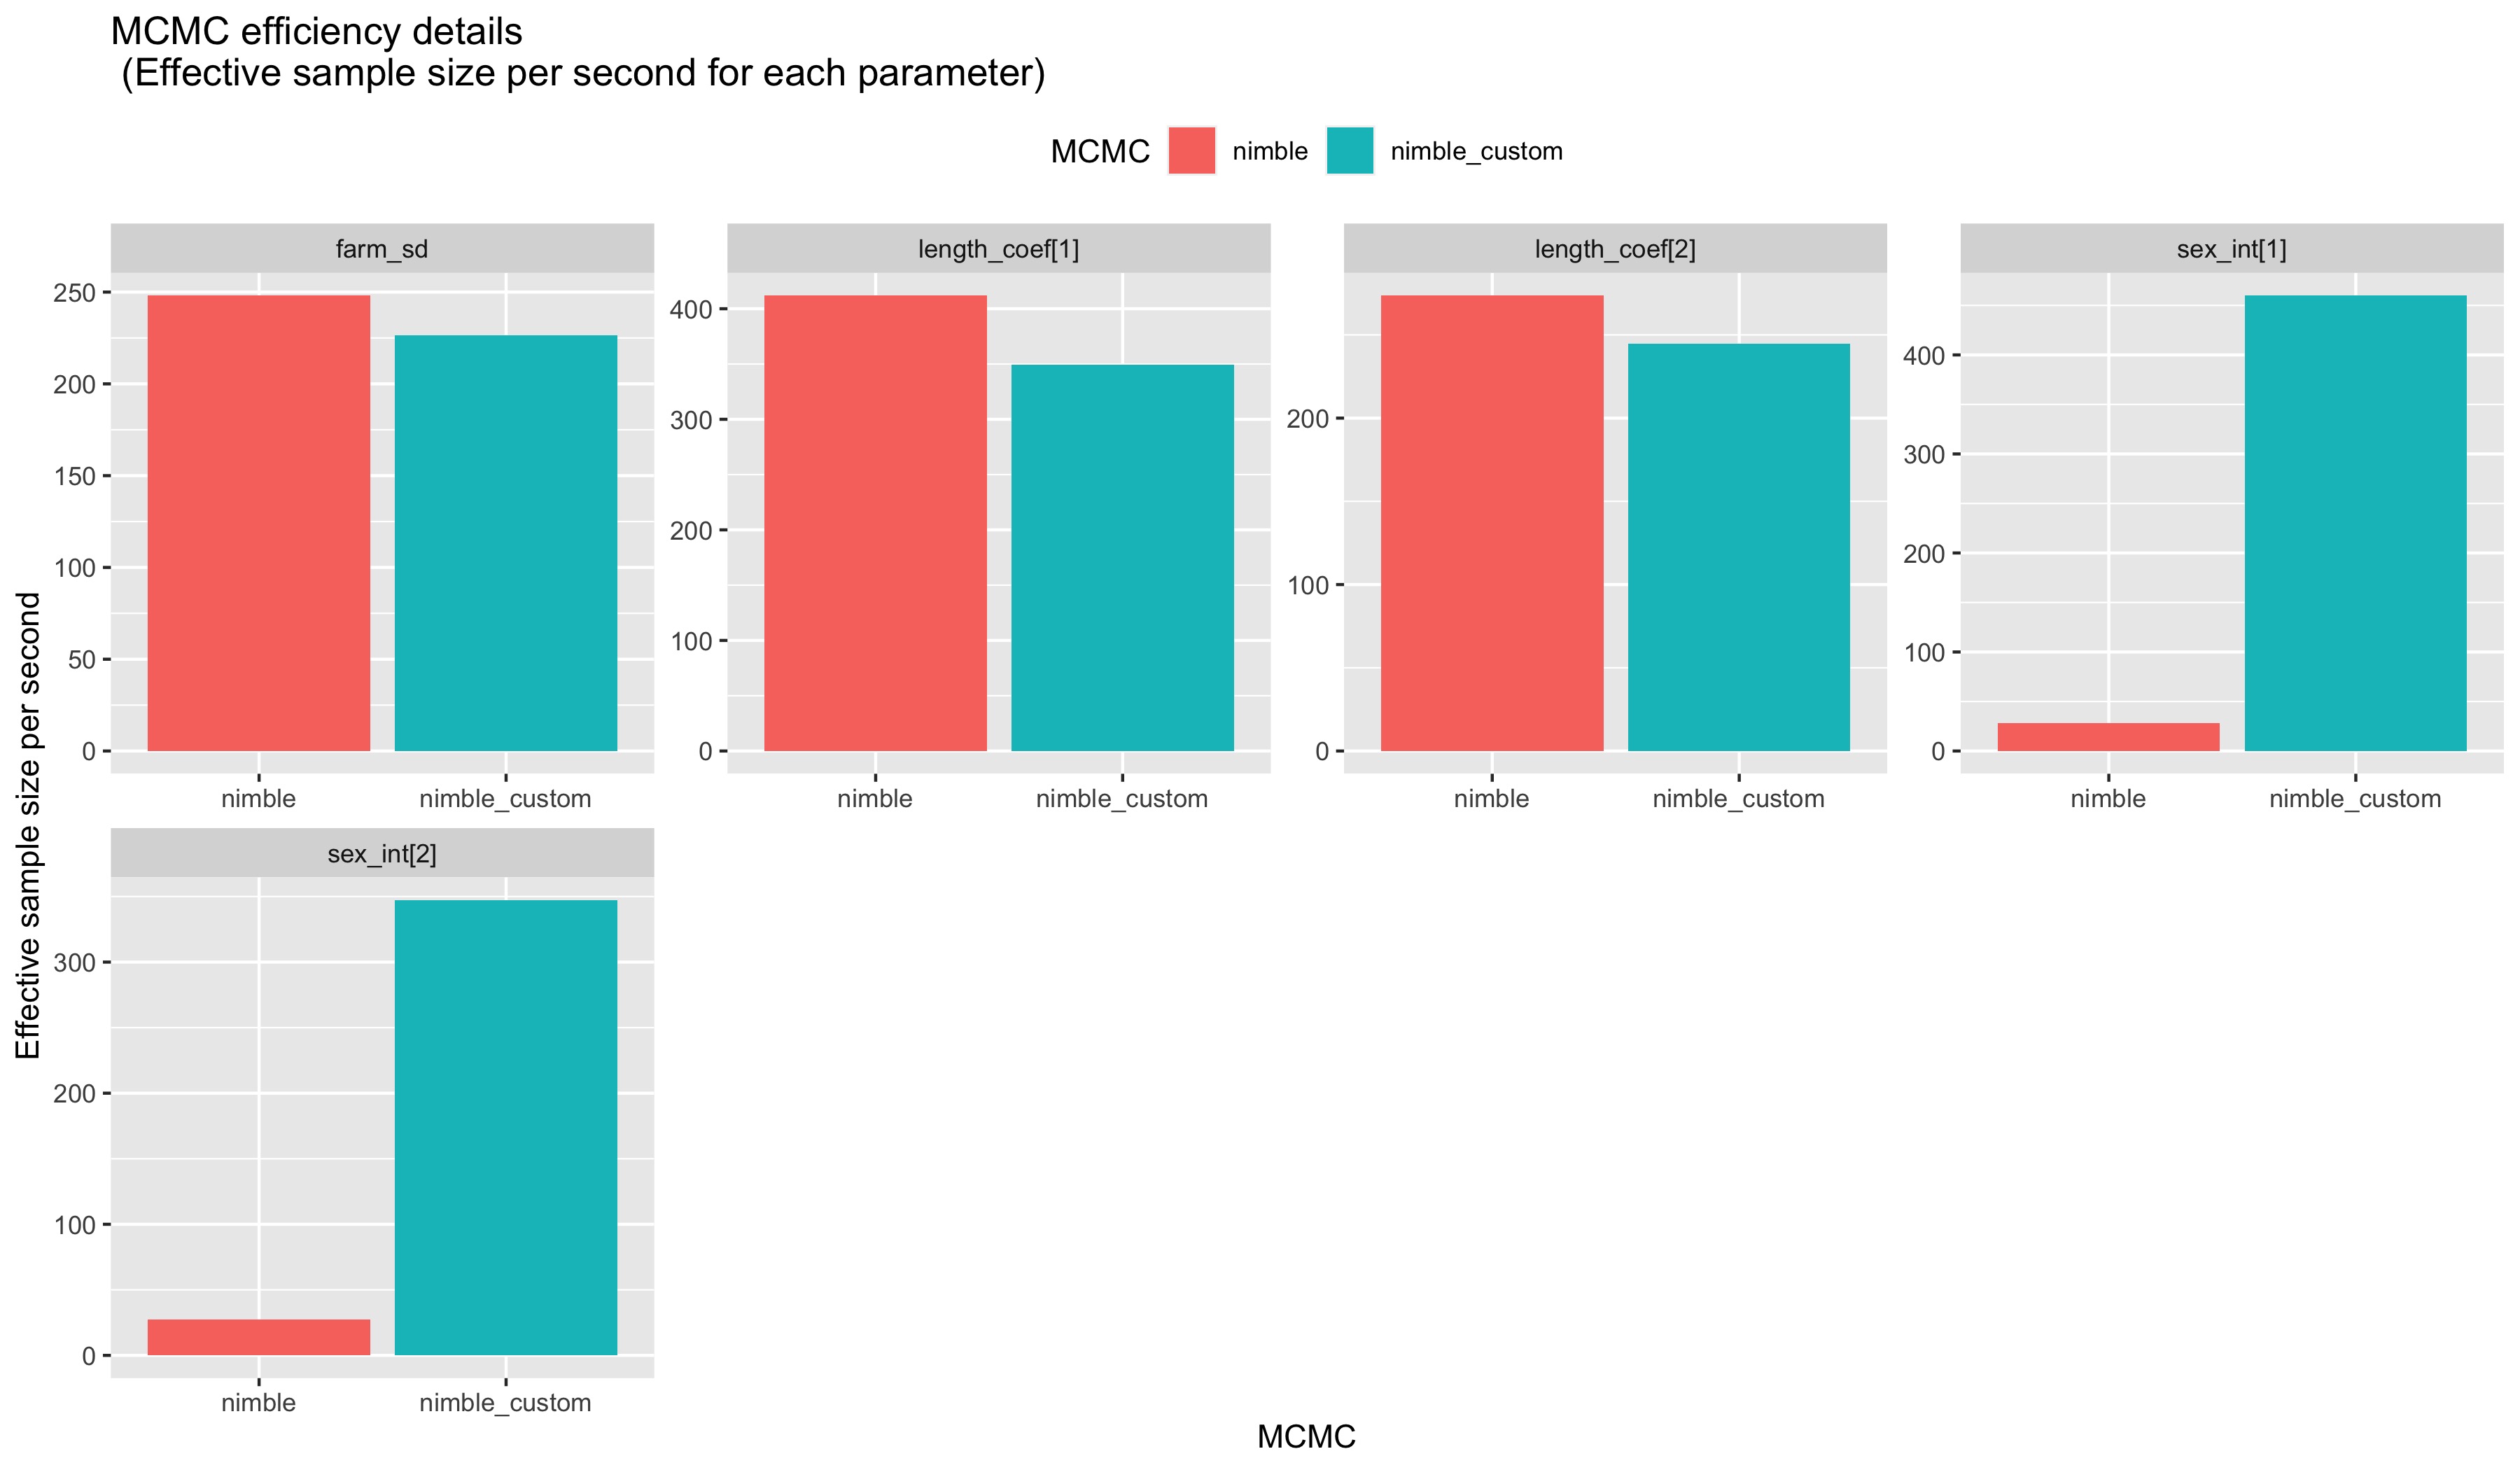 MCMC efficiency details
(Effective sample size per second for each parameter)
MCMC nimble nimble_custom
farm_sd length_coef[1] length_coef[2] sex_int[1]
250
200
150
100
50
0
400
300
200
100
0
200
100
0
400
300
200
100
0
nimble nimble_custom nimble nimble_custom nimble nimble_custom nimble nimble_custom
sex_int[2]
300
200
100
0
nimble nimble_custom
Effective sample size per second
MCMC